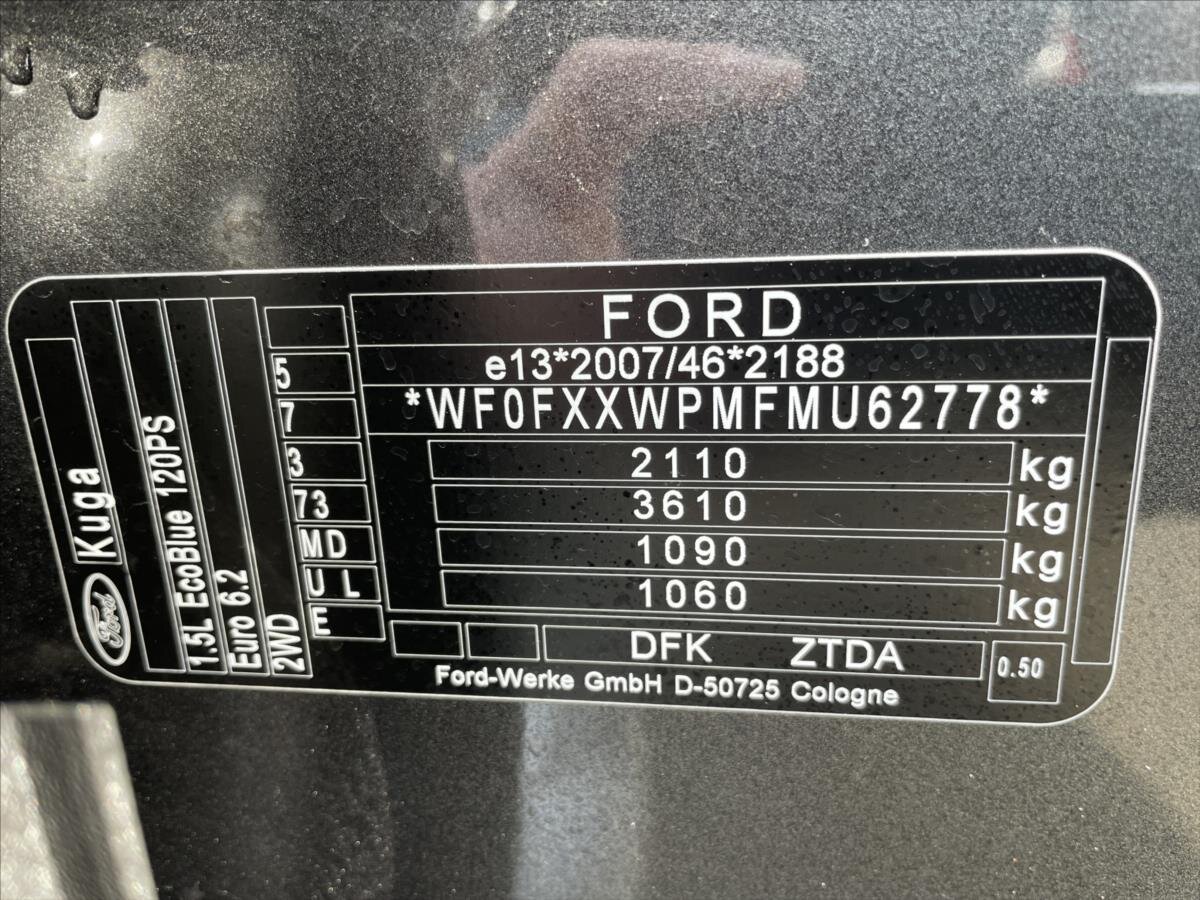 FORD
e13*2007/46*2188
*WF0FXXWPMFMU62778*
2110 kg
3610 kg
1090 kg
1060 kg
DFK ZTDA
0.50
Ford-Werke GmbH D-50725 Cologne
5
7
3
73
MD
U L
E
Ford
Kuga
1.5L EcoBlue 120PS
Euro 6.2
2WD